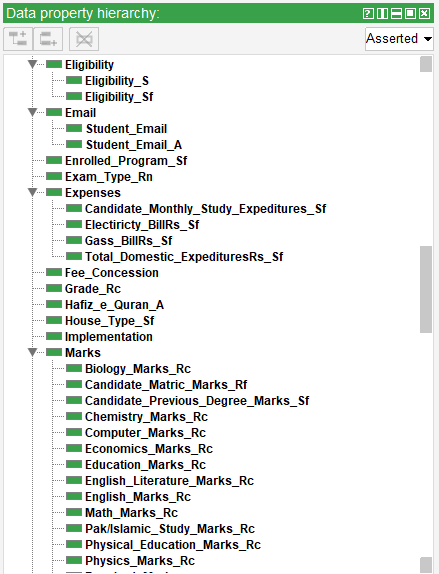 Data property hierarchy:
Asserted
Eligibility
Eligibility_S
Eligibility_Sf
Email
Student_Email
Student_Email_A
Enrolled_Program_Sf
Exam_Type_Rn
Expenses
Candidate_Monthly_Study_Expeditures_Sf
Electiricty_BillRs_Sf
Gass_BillRs_Sf
Total_Domestic_ExpedituresRs_Sf
Fee_Concession
Grade_Rc
Hafiz_e_Quran_A
House_Type_Sf
Implementation
Marks
Biology_Marks_Rc
Candidate_Matric_Marks_Rf
Candidate_Previous_Degree_Marks_Sf
Chemistry_Marks_Rc
Computer_Marks_Rc
Economics_Marks_Rc
Education_Marks_Rc
English_Literature_Marks_Rc
English_Marks_Rc
Math_Marks_Rc
Pak/Islamic_Study_Marks_Rc
Physical_Education_Marks_Rc
Physics_Marks_Rc